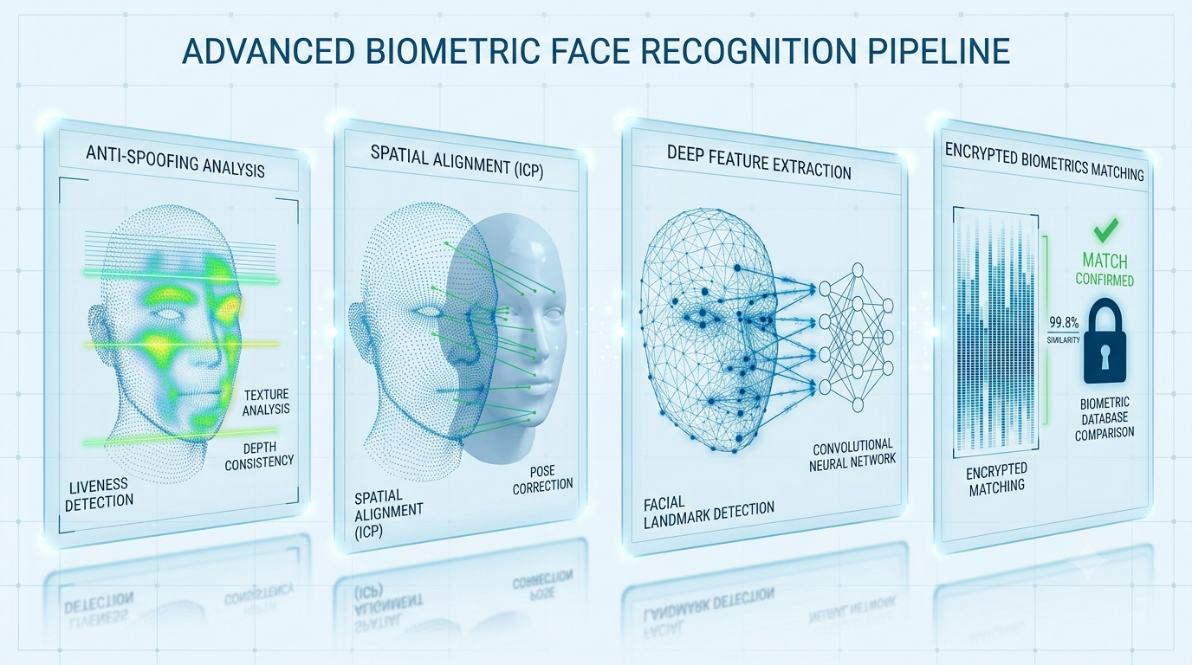 ADVANCED BIOMETRIC FACE RECOGNITION PIPELINE
ANTI-SPOOFING ANALYSIS
TEXTURE
ANALYSIS
DEPTH
CONSISTENCY
LIVENESS
DETECTION
SPATIAL ALIGNMENT (ICP)
POSE
CORRECTION
SPATIAL
ALIGNMENT
(ICP)
DEEP FEATURE EXTRACTION
CONVOLUTIONAL
NEURAL NETWORK
FACIAL
LANDMARK DETECTION
ENCRYPTED BIOMETRICS MATCHING
MATCH
CONFIRMED
99.8%
SIMILARITY
BIOMETRIC
DATABASE
COMPARISON
ENCRYPTED
MATCHING